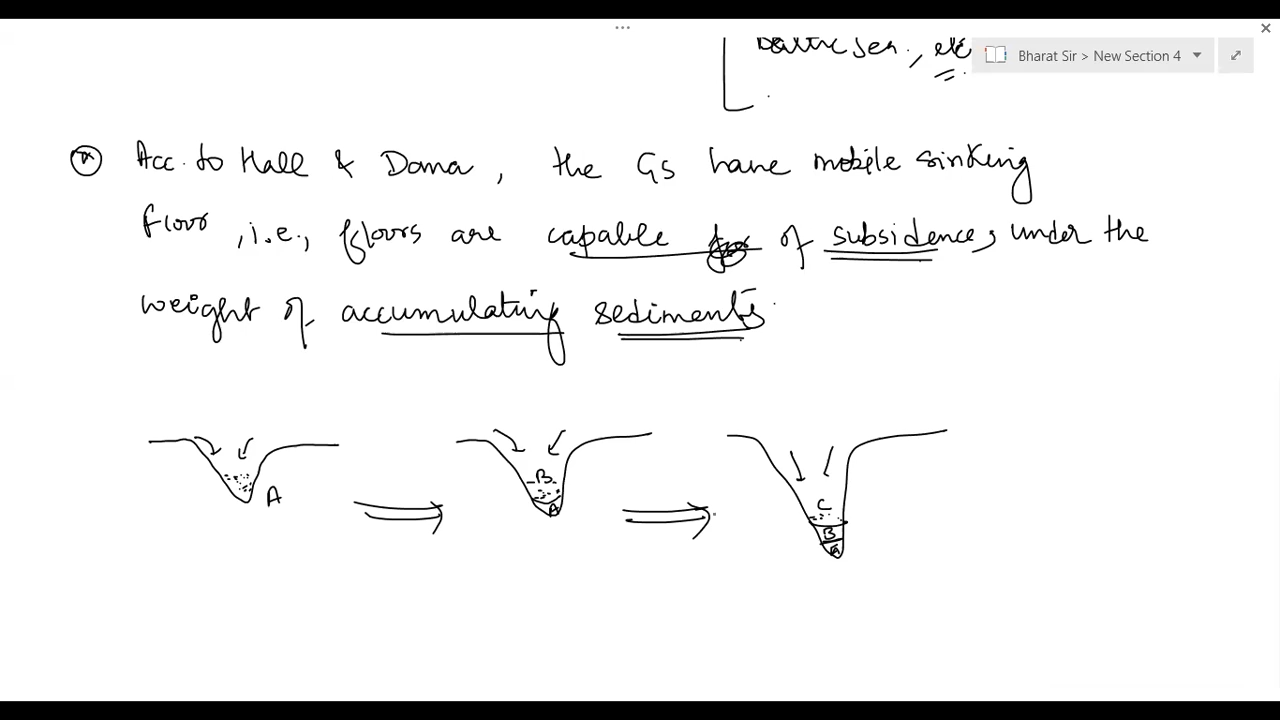 etc
Bharat Sir > New Section 4
Acc. to Hall & Dana, the GS have mobile sinking
floor, i.e., floors are capable of subsidence, under the
weight of accumulating sediments.
A
B
A
C
B
A